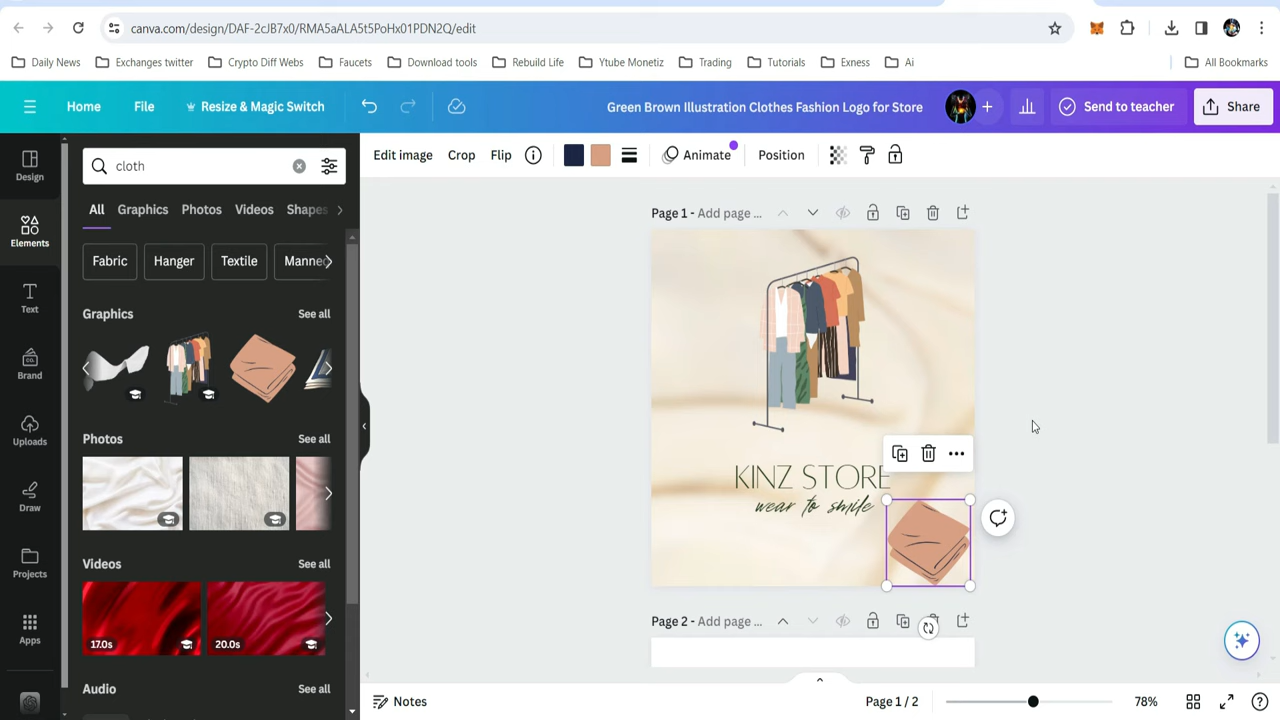 canva.com/design/DAF-2cJB7x0/RMA5aALA5t5PoHx01PDN2Q/edit
Daily News
Exchanges twitter
Crypto Diff Webs
Faucets
Download tools
Rebuild Life
Ytube Monetiz
Trading
Tutorials
Exness
Ai
All Bookmarks
Home
File
Resize & Magic Switch
Green Brown Illustration Clothes Fashion Logo for Store
Send to teacher
Share
Design
Elements
Text
Brand
Uploads
Draw
Projects
Apps
cloth
All
Graphics
Photos
Videos
Shapes
Fabric
Hanger
Textile
Manneq
Graphics
See all
Photos
See all
Videos
See all
17.0s
20.0s
Audio
See all
Edit image
Crop
Flip
Animate
Position
Page 1 - Add page ...
KINZ STORE
wear to smile
Page 2 - Add page ...
Notes
Page 1 / 2
78%